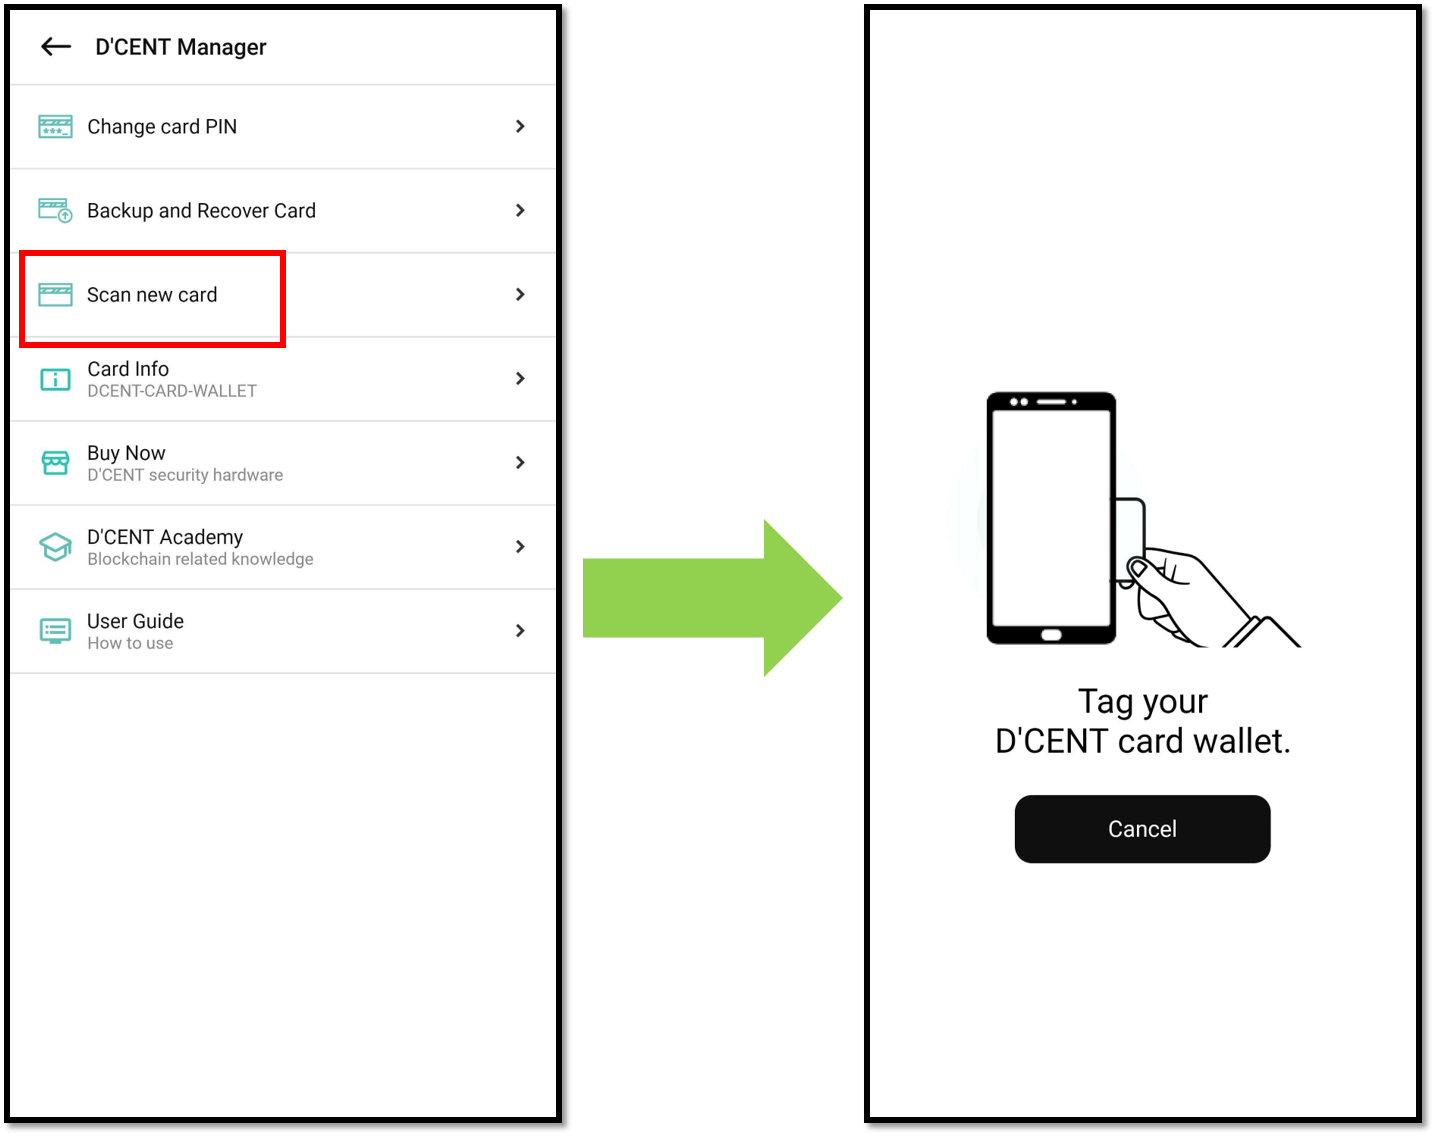 D'CENT Manager
Change card PIN
Backup and Recover Card
Scan new card
Card Info
DCENT-CARD-WALLET
Buy Now
D'CENT security hardware
D'CENT Academy
Blockchain related knowledge
User Guide
How to use
Tag your
D'CENT card wallet.
Cancel